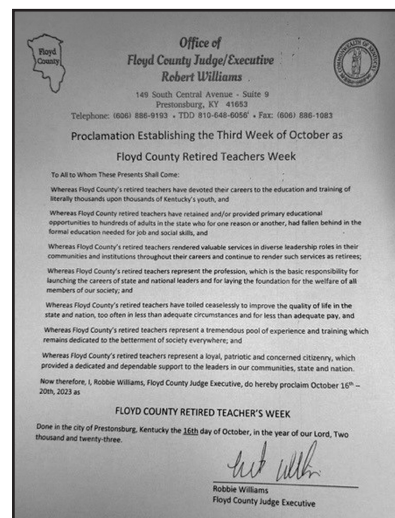 Floyd
County
Office of
Floyd County Judge/Executive
Robert Williams
149 South Central Avenue - Suite 9
Prestonsburg, KY 41653
Telephone: (606) 886-9193 • TDD 810-648-6056' • Fax: (606) 886-1083
Proclamation Establishing the Third Week of October as
Floyd County Retired Teachers Week
To All to Whom These Presents Shall Come:
Whereas Floyd County's retired teachers have devoted their careers to the education and training of
literally thousands upon thousands of Kentucky's youth, and
Whereas Floyd County retired teachers have retained and/or provided primary educational
opportunities to hundreds of adults in the state who for one reason or another, had fallen behind in the
formal education needed for job and social skills, and
Whereas Floyd County's retired teachers rendered valuable services in diverse leadership roles in their
communities and institutions throughout their careers and continue to render such services as retirees;
Whereas Floyd County's retired teachers represent the profession, which is the basic responsibility for
launching the careers of state and national leaders and for laying the foundation for the welfare of all
members of our society; and
Whereas Floyd County's retired teachers have toiled ceaselessly to improve the quality of life in the
state and nation, too often in less than adequate circumstances and for less than adequate pay, and
Whereas Floyd County's retired teachers represent a tremendous pool of experience and training which
remains dedicated to the betterment of society everywhere; and
Whereas Floyd County's retired teachers represent a loyal, patriotic and concerned citizenry, which
provided a dedicated and dependable support to the leaders in our communities, state and nation.
Now therefore, I, Robbie Williams, Floyd County Judge Executive, do hereby proclaim October 16th –
20th, 2023 as
FLOYD COUNTY RETIRED TEACHER'S WEEK
Done in the city of Prestonsburg, Kentucky the 16th day of October, in the year of our Lord, Two
thousand and twenty-three.
Robbie Williams
Floyd County Judge Executive